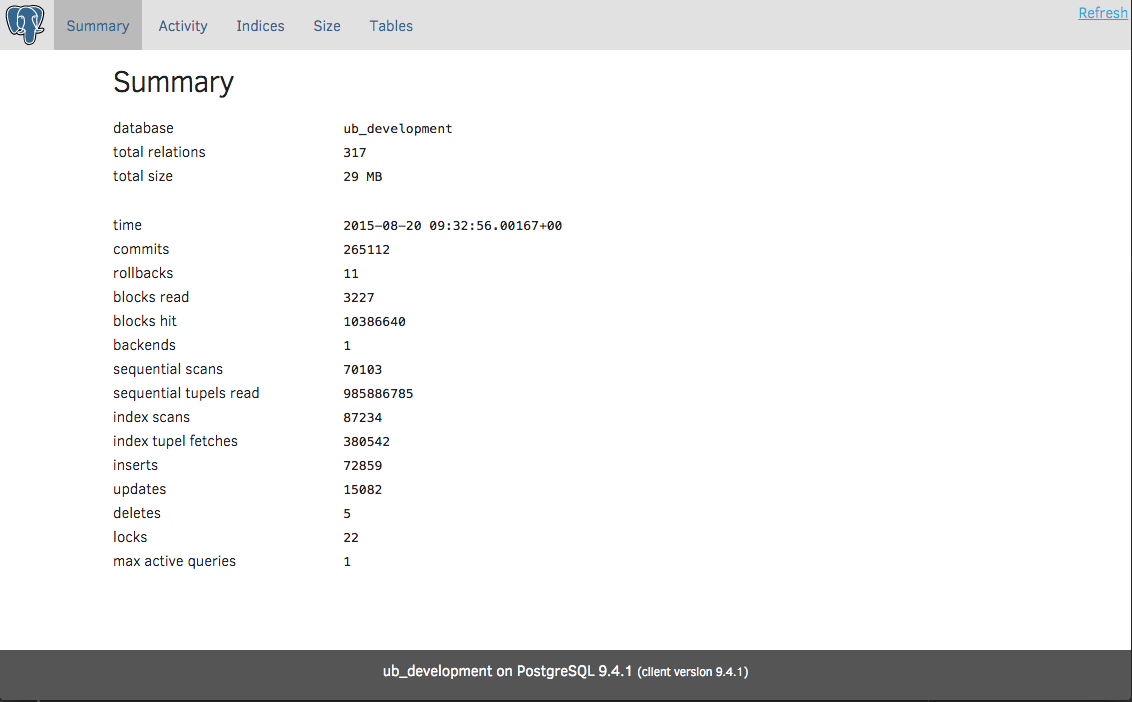 Summary Activity Indices Size Tables Refresh
Summary
database ub_development
total relations 317
total size 29 MB
time 2015-08-20 09:32:56.00167+00
commits 265112
rollbacks 11
blocks read 3227
blocks hit 10386640
backends 1
sequential scans 70103
sequential tupels read 985886785
index scans 87234
index tupel fetches 380542
inserts 72859
updates 15082
deletes 5
locks 22
max active queries 1
ub_development on PostgreSQL 9.4.1 (client version 9.4.1)